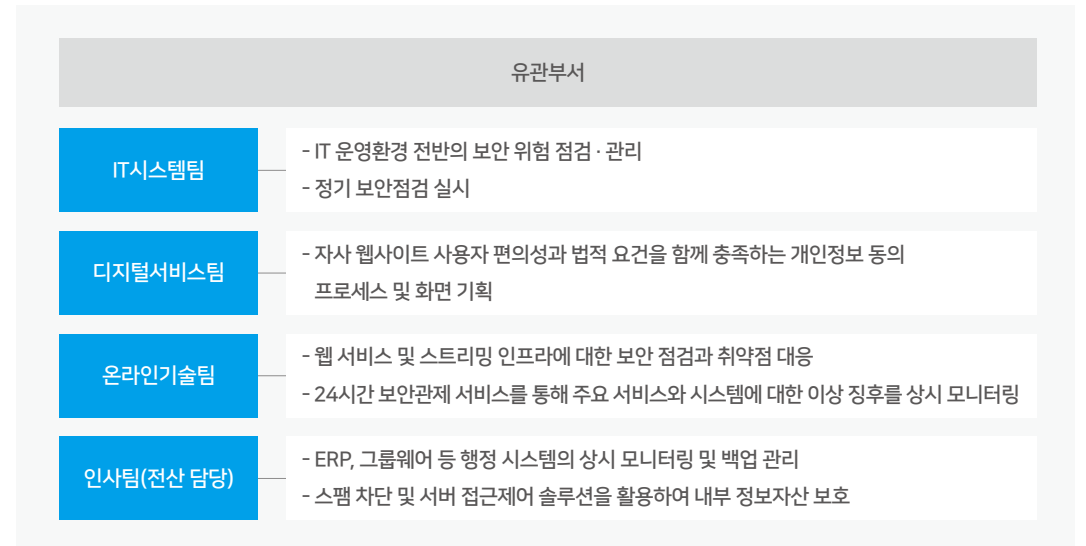 유관부서
IT시스템팀
- IT 운영환경 전반의 보안 위험 점검 · 관리
- 정기 보안점검 실시
디지털서비스팀
- 자사 웹사이트 사용자 편의성과 법적 요건을 함께 충족하는 개인정보 동의
프로세스 및 화면 기획
온라인기술팀
- 웹 서비스 및 스트리밍 인프라에 대한 보안 점검과 취약점 대응
- 24시간 보안관제 서비스를 통해 주요 서비스와 시스템에 대한 이상 징후를 상시 모니터링
인사팀(전산 담당)
- ERP, 그룹웨어 등 행정 시스템의 상시 모니터링 및 백업 관리
- 스팸 차단 및 서버 접근제어 솔루션을 활용하여 내부 정보자산 보호